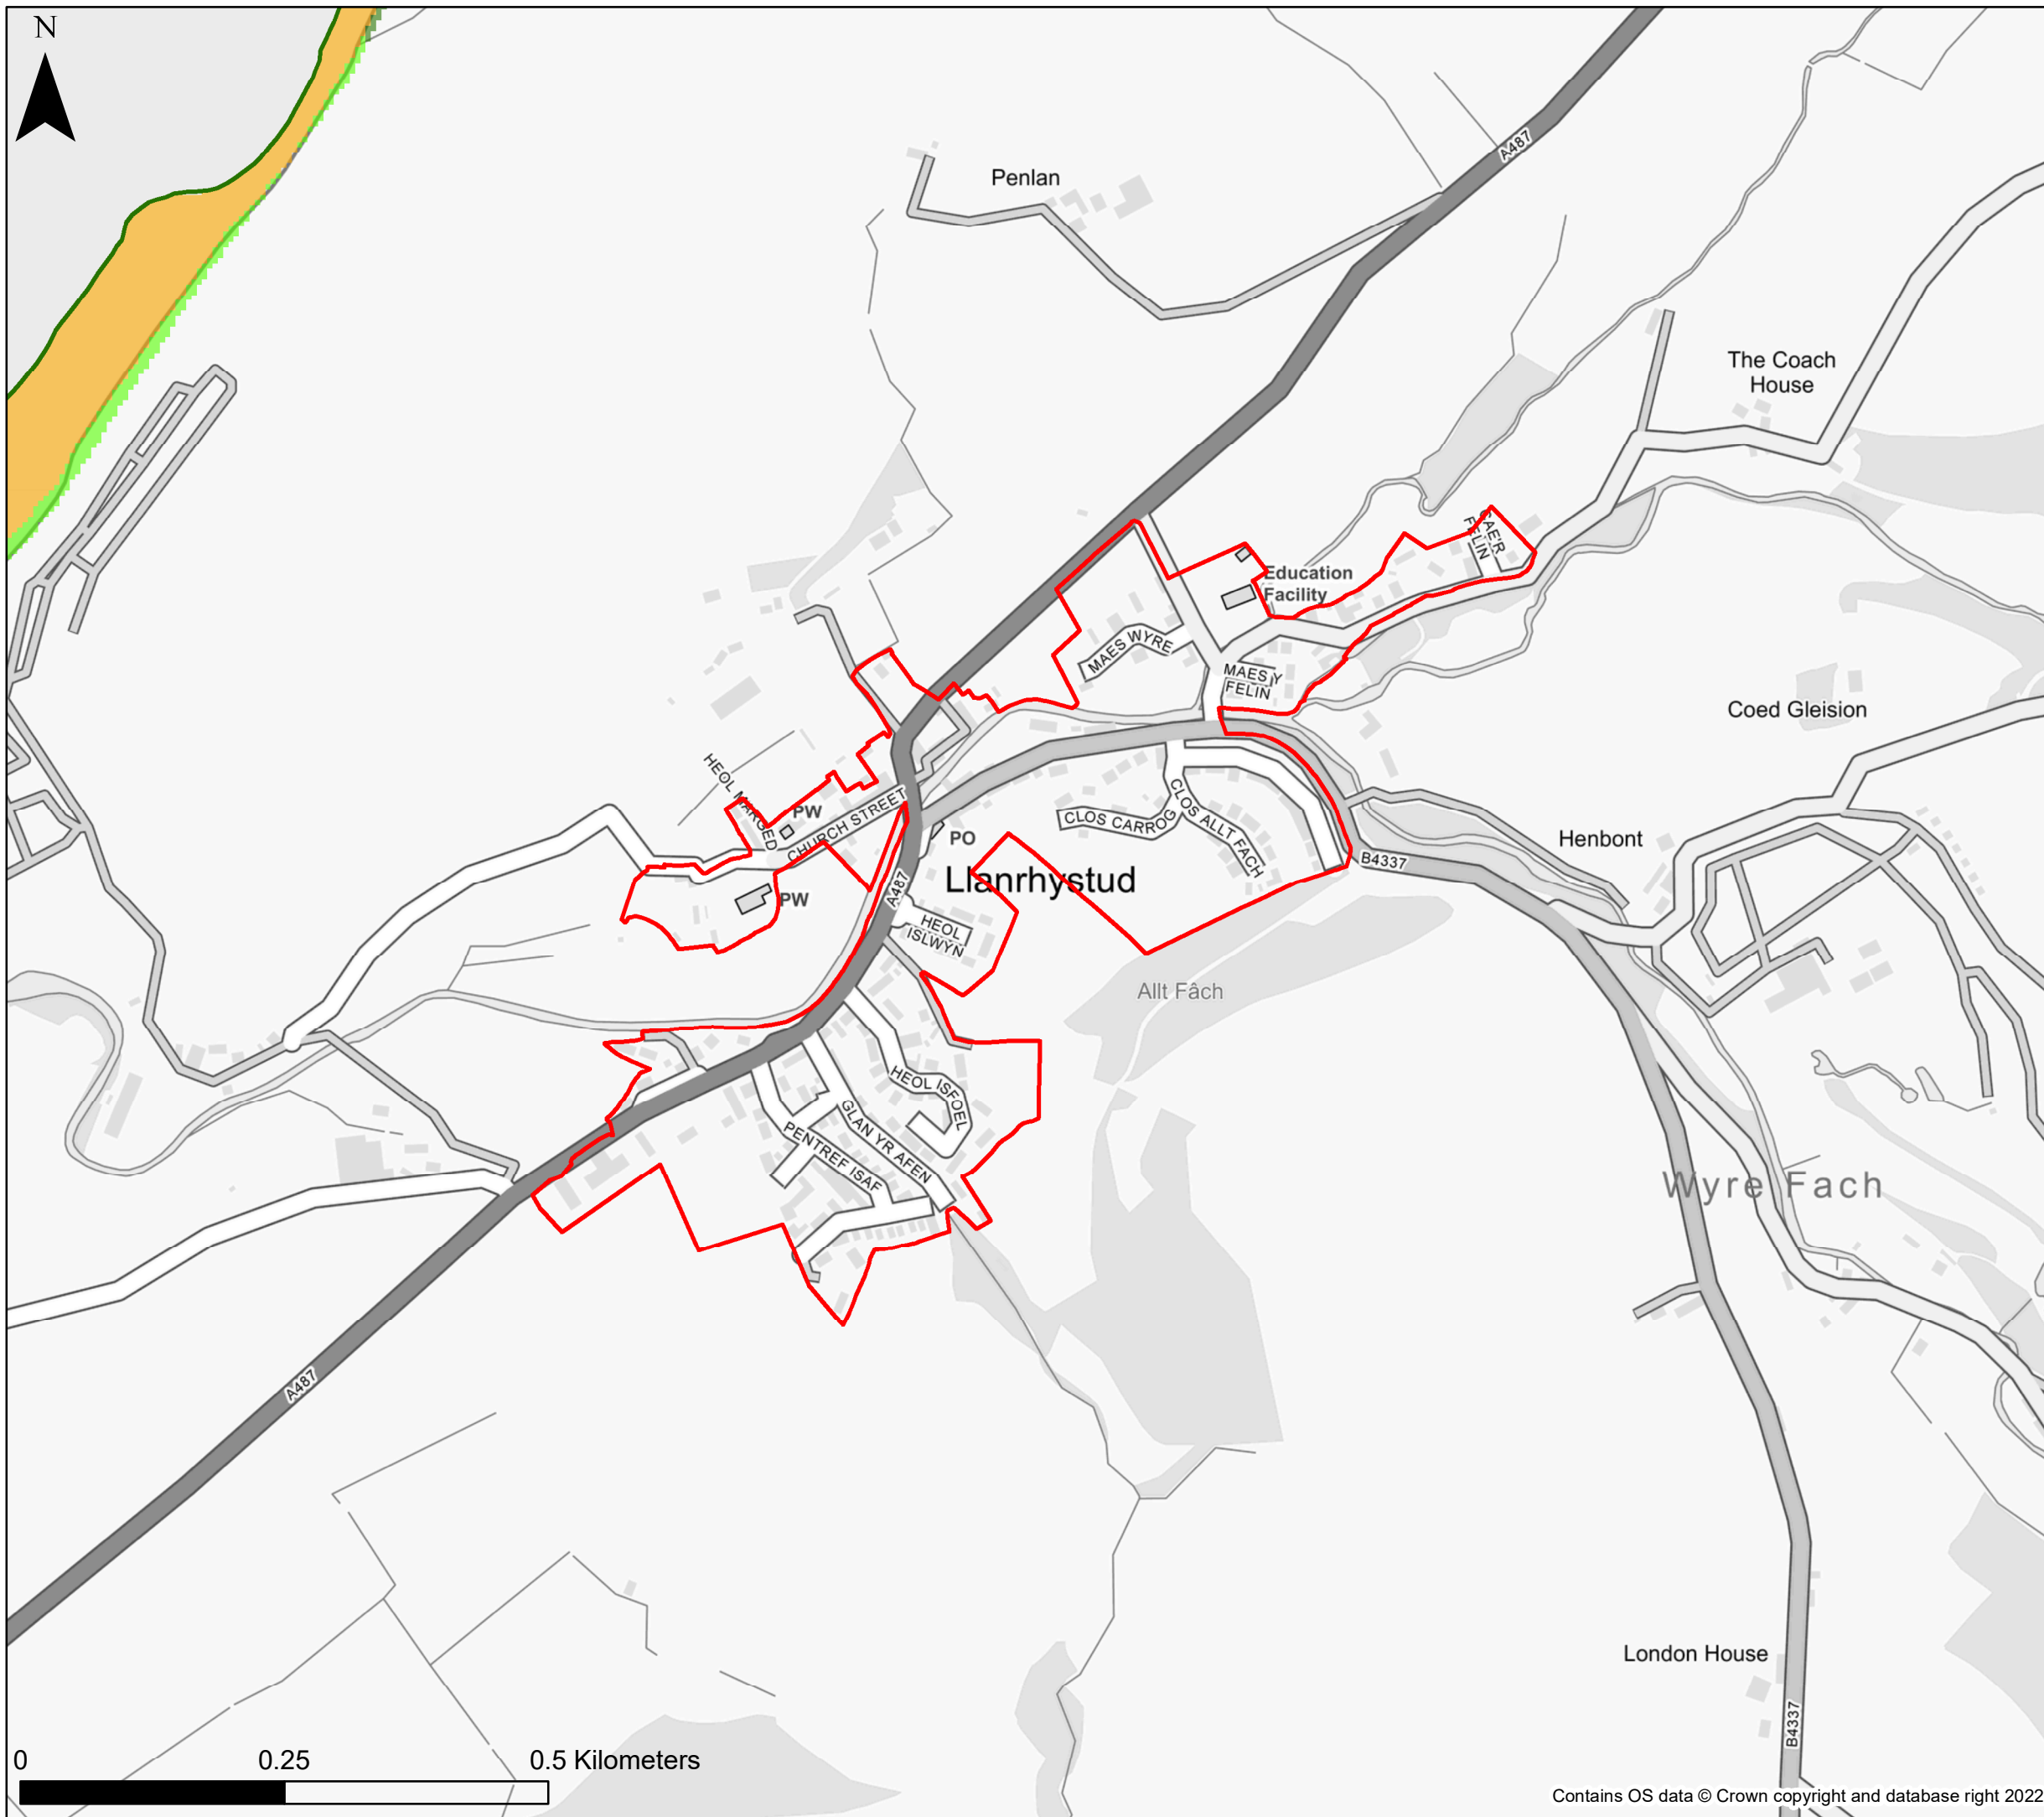 N
Penlan
A487
The Coach
House
CAE'R
FELIN
Education
Facility
MAES WYRE
MAES Y
FELIN
Coed Gleision
HEOL MARGED
PW
CHURCH STREET
PO
CLOS CARROG
CLOS ALLT FACH
Henbont
B4337
Llanrhystud
PW
A487
HEOL
ISLWYN
Allt Fâch
HEOL ISFOEL
GLAN YR AFEN
PENTREF ISAF
Wyre Fach
A487
London House
B4337
0 0.25 0.5 Kilometers
Contains OS data © Crown copyright and database right 2022